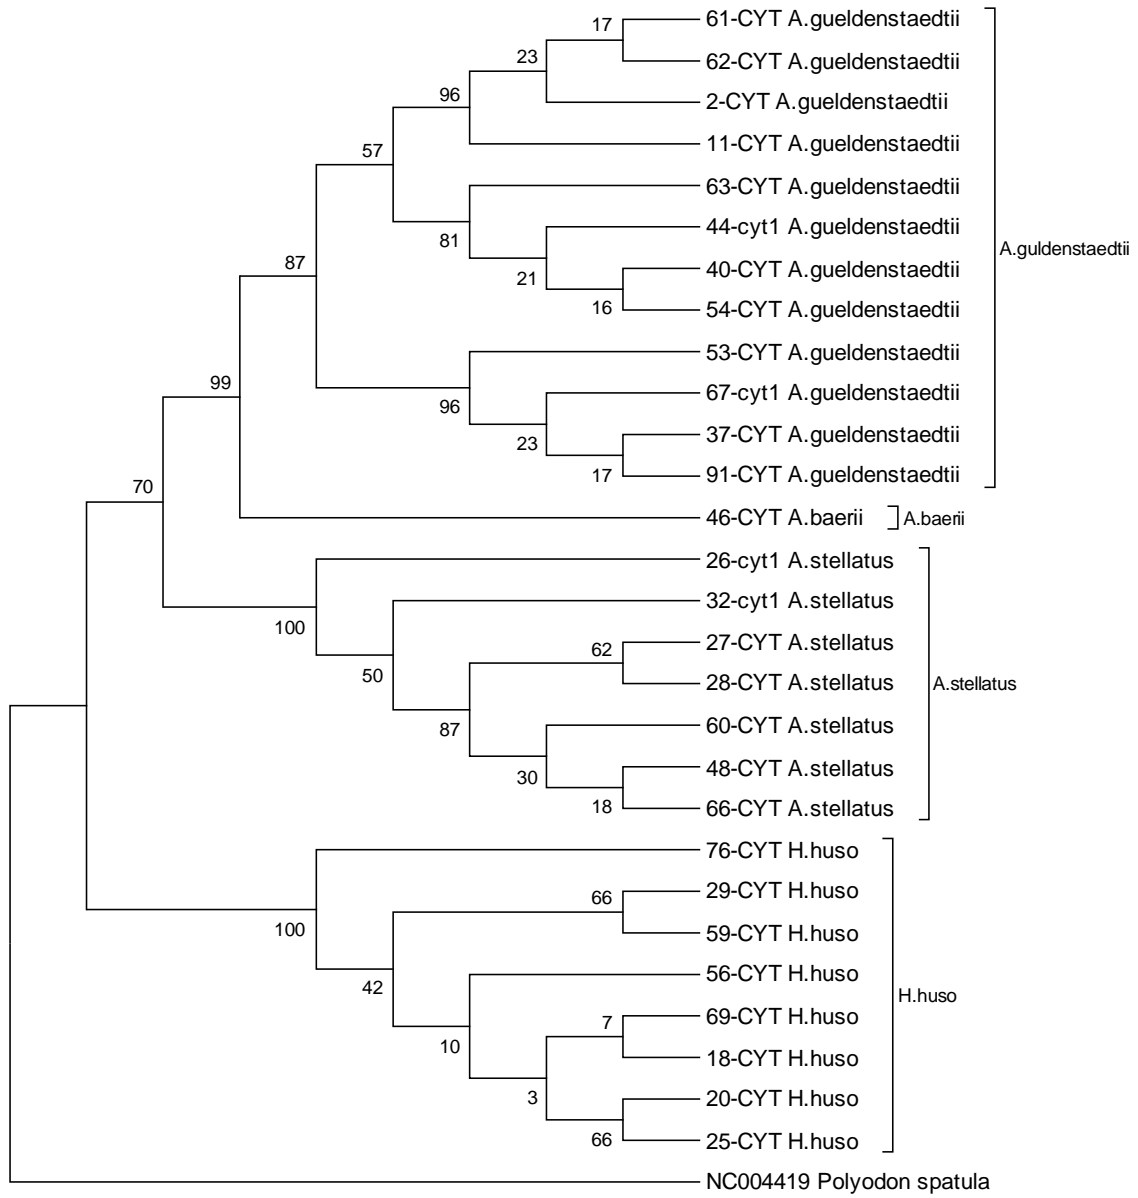 61-CYT A.gueldenstaedtii
17
62-CYT A.gueldenstaedtii
23
2-CYT A.gueldenstaedtii
96
11-CYT A.gueldenstaedtii
57
63-CYT A.gueldenstaedtii
44-cyt1 A.gueldenstaedtii
81
A.guldenstaedtii
87
40-CYT A.gueldenstaedtii
21
54-CYT A.gueldenstaedtii
16
53-CYT A.gueldenstaedtii
99
67-cyt1 A.gueldenstaedtii
96
37-CYT A.gueldenstaedtii
23
91-CYT A.gueldenstaedtii
17
70
46-CYT A.baerii
A.baerii
26-cyt1 A.stellatus
32-cyt1 A.stellatus
100
27-CYT A.stellatus
62
28-CYT A.stellatus
50
A.stellatus
60-CYT A.stellatus
87
48-CYT A.stellatus
30
66-CYT A.stellatus
18
76-CYT H.huso
29-CYT H.huso
66
59-CYT H.huso
100
56-CYT H.huso
42
H.huso
69-CYT H.huso
7
10
18-CYT H.huso
20-CYT H.huso
3
25-CYT H.huso
66
NC004419 Polyodon spatula